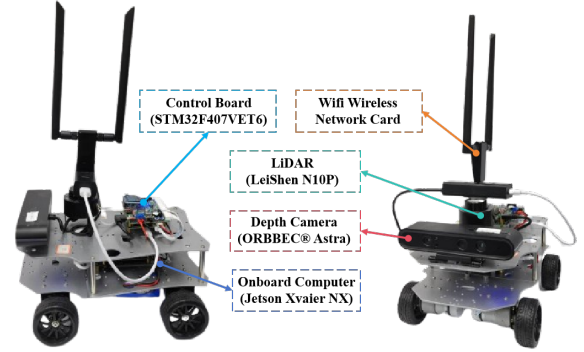 Control Board
(STM32F407VET6)
Wifi Wireless
Network Card
LiDAR
(LeiShen N10P)
Depth Camera
(ORBBEC® Astra)
Onboard Computer
(Jetson Xvaier NX)